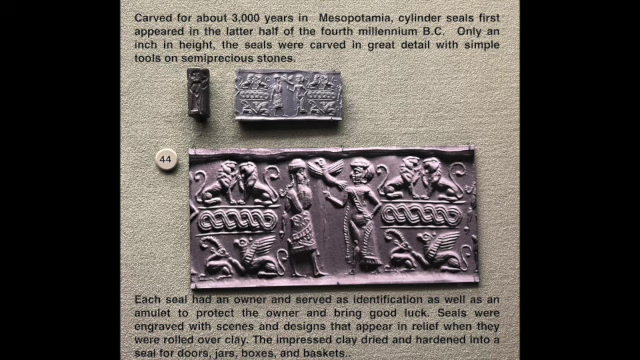 Carved for about 3,000 years in Mesopotamia, cylinder seals first
appeared in the latter half of the fourth millennium B.C. Only an
inch in height, the seals were carved in great detail with simple
tools on semiprecious stones.
44
Each seal had an owner and served as identification as well as an
amulet to protect the owner and bring good luck. Seals were
engraved with scenes and designs that appear in relief when they
were rolled over clay. The impressed clay dried and hardened into a
seal for doors, jars, boxes, and baskets..